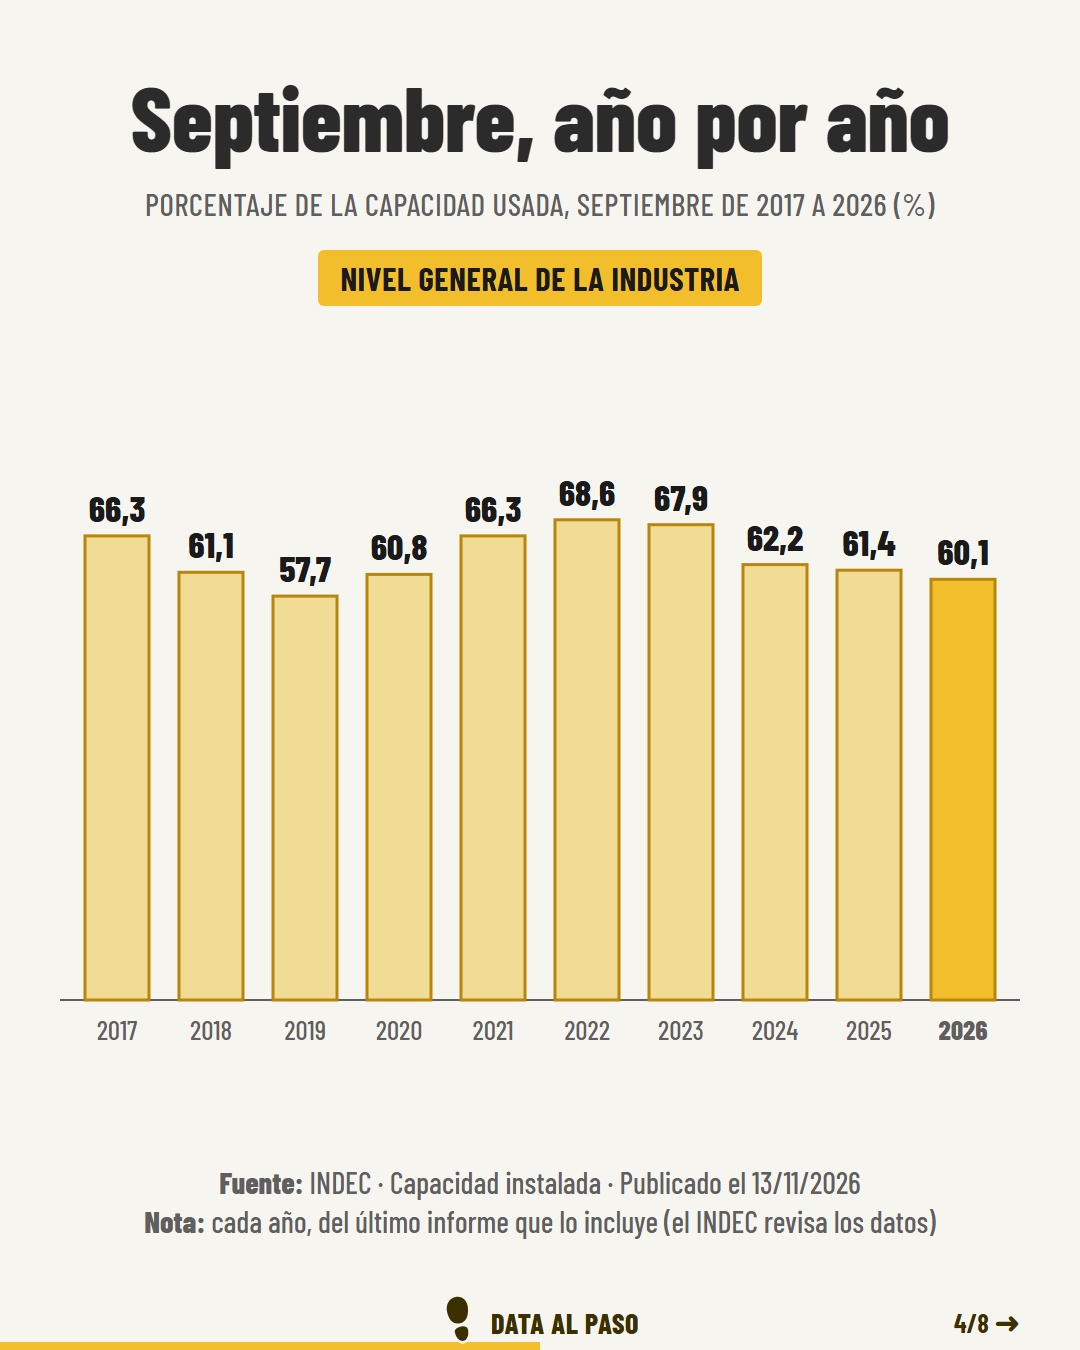 Septiembre, año por año
PORCENTAJE DE LA CAPACIDAD USADA, SEPTIEMBRE DE 2017 A 2026 (%)
NIVEL GENERAL DE LA INDUSTRIA
66,3 61,1 57,7 60,8 66,3 68,6 67,9 62,2 61,4 60,1
2017 2018 2019 2020 2021 2022 2023 2024 2025 2026
Fuente: INDEC · Capacidad instalada · Publicado el 13/11/2026
Nota: cada año, del último informe que lo incluye (el INDEC revisa los datos)
DATA AL PASO 4/8 →